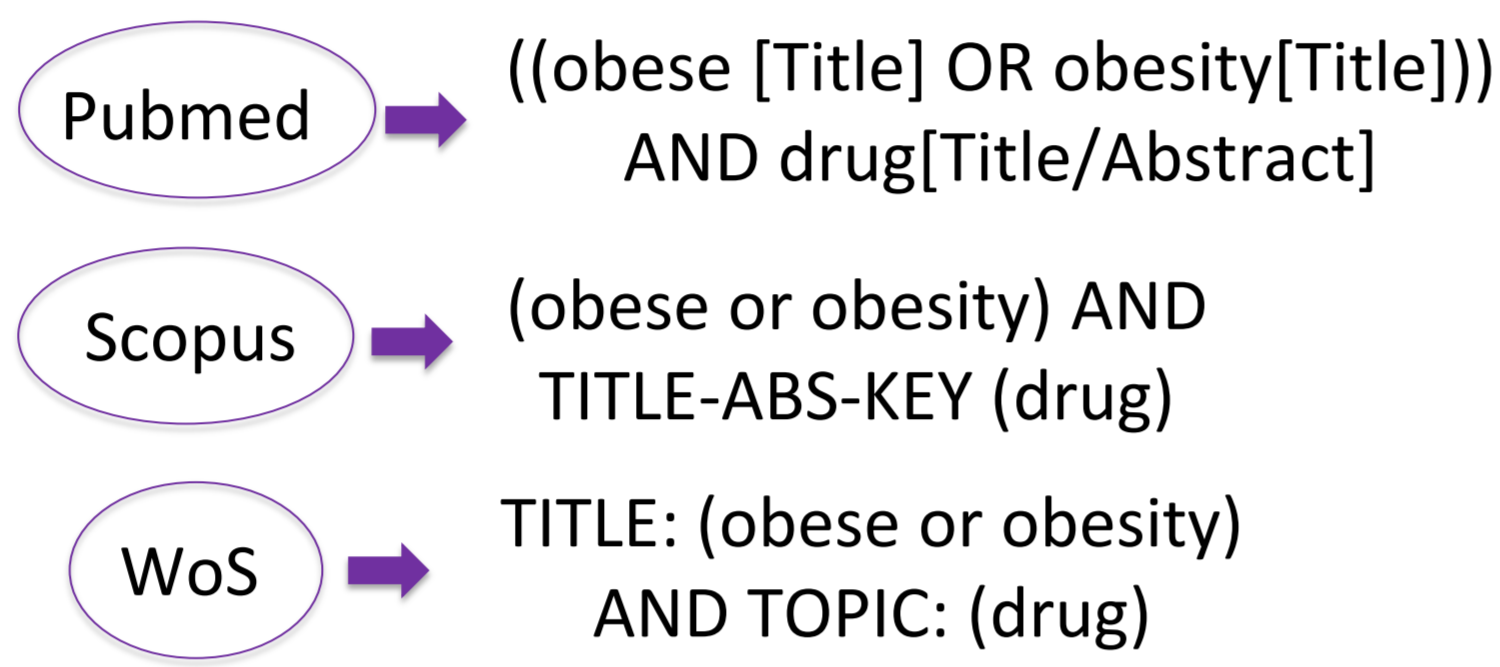 Pubmed
((obese [Title] OR obesity[Title]))
AND drug[Title/Abstract]
Scopus
(obese or obesity) AND
TITLE-ABS-KEY (drug)
WoS
TITLE: (obese or obesity)
AND TOPIC: (drug)